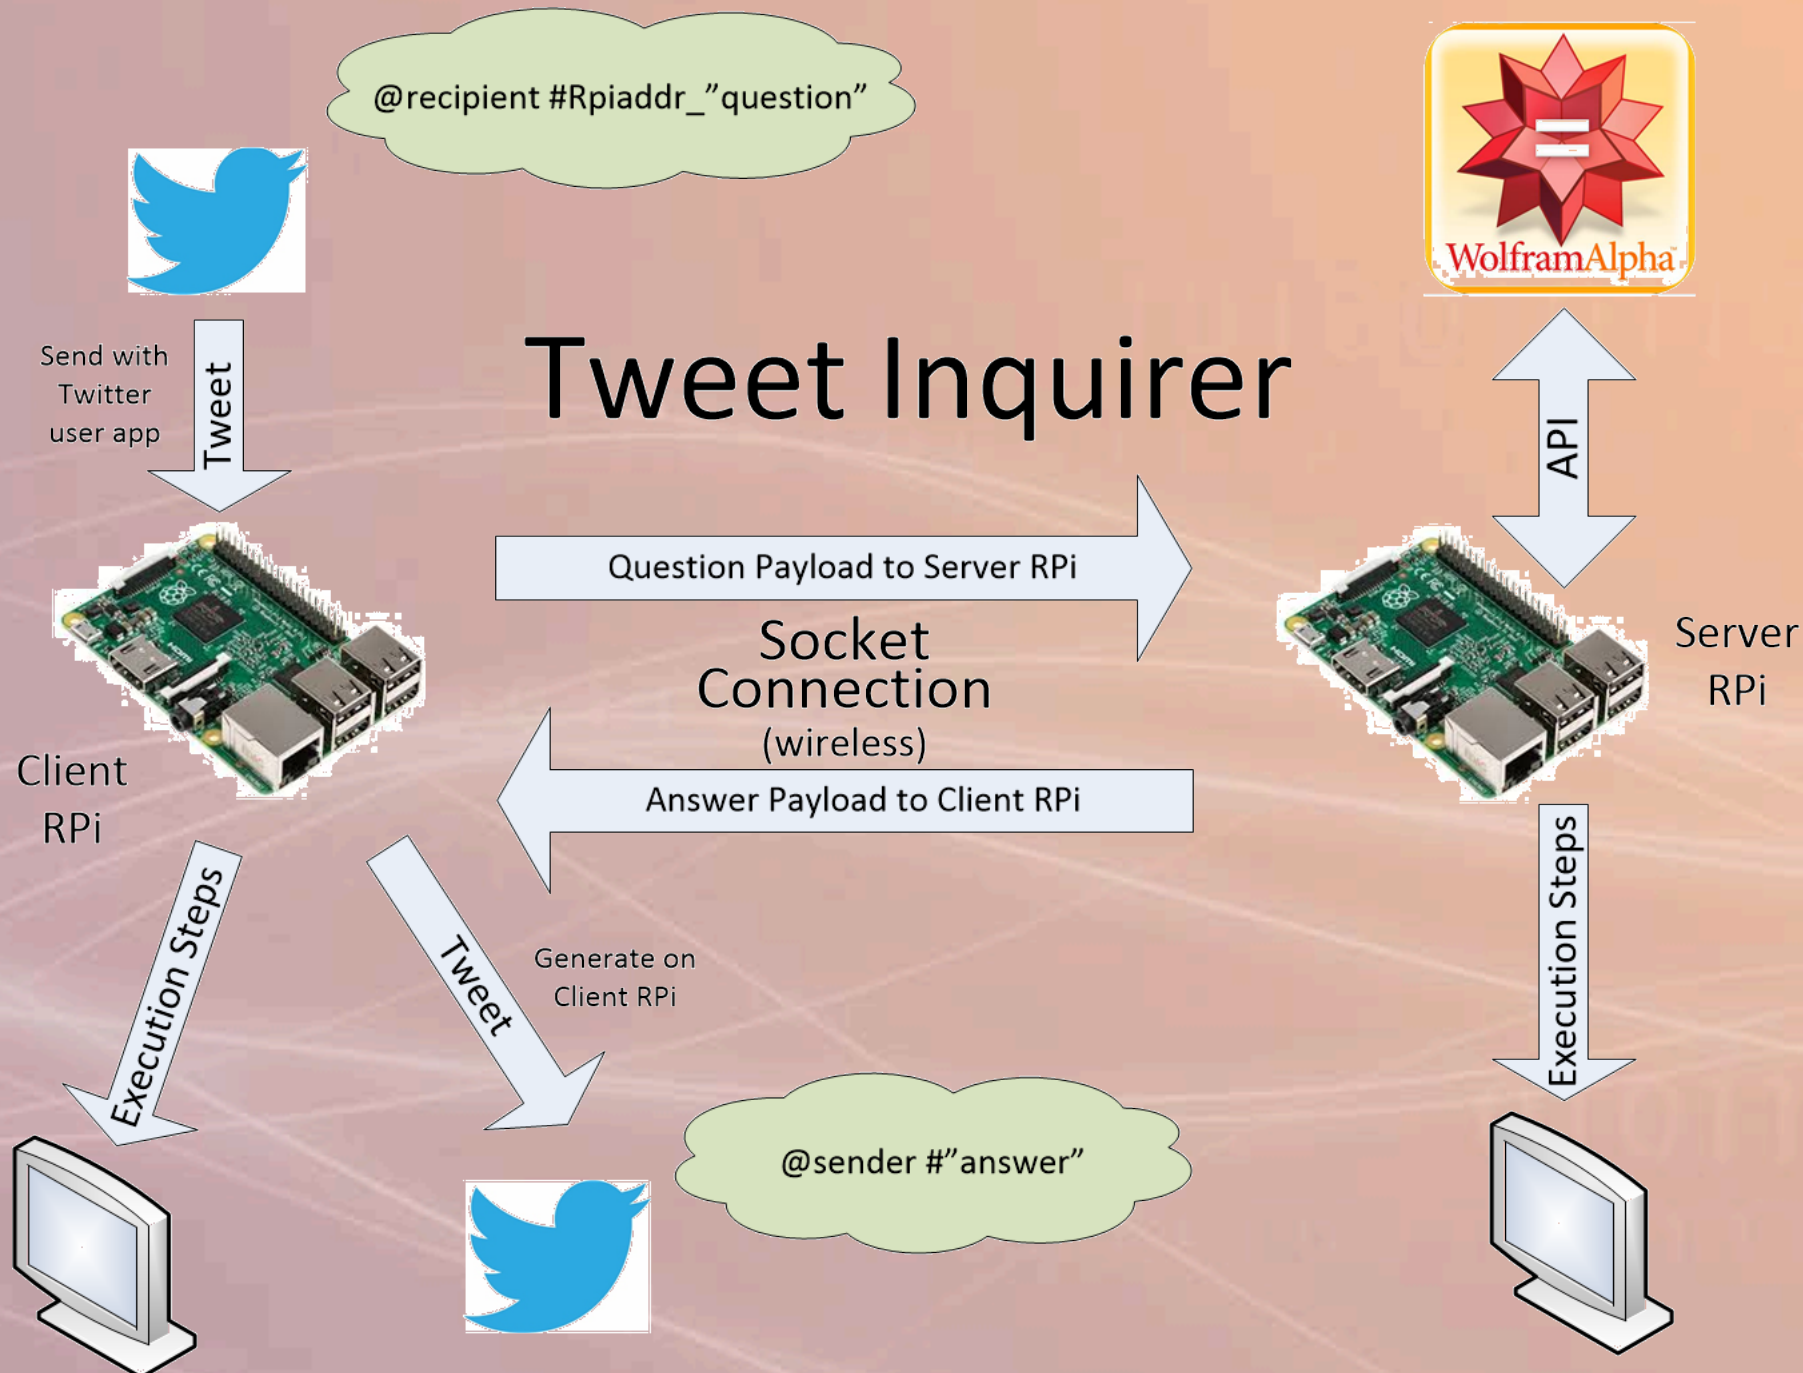 @recipient #Rpiaddr_”question”
WolframAlpha
Send with
Twitter
user app
Tweet
Tweet Inquirer
API
Question Payload to Server RPi
Socket
Connection
(wireless)
Answer Payload to Client RPi
Server
RPi
Client
RPi
Execution Steps
Tweet
Generate on
Client RPi
Execution Steps
@sender #”answer”